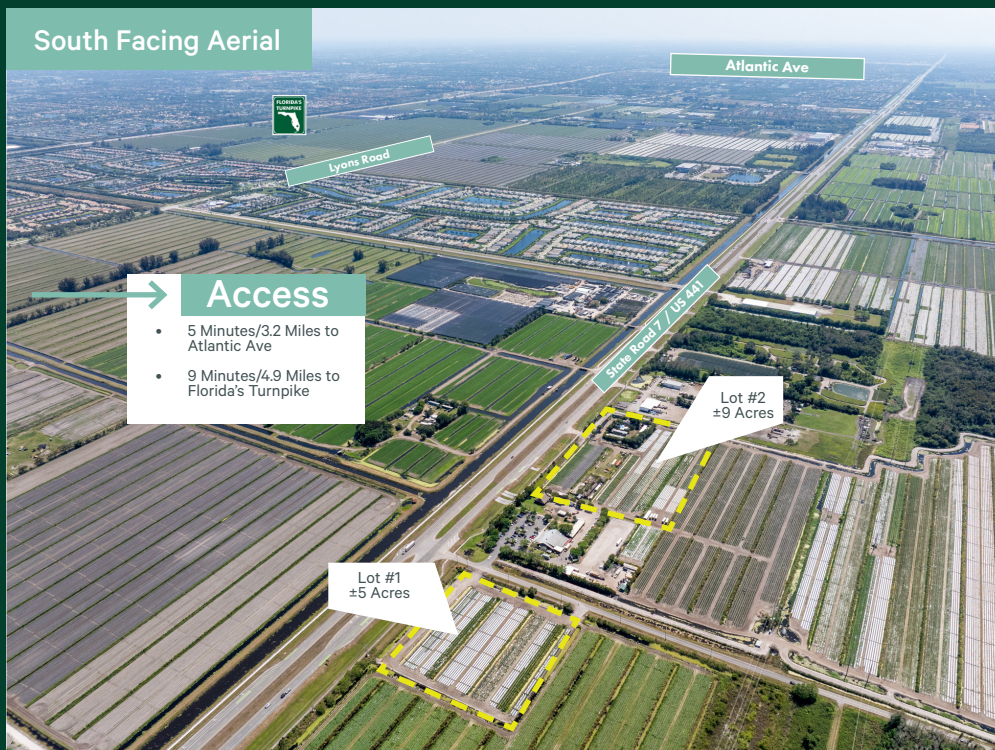 South Facing Aerial
Atlantic Ave
FLORIDA'S
TURNPIKE
Lyons Road
Access
• 5 Minutes/3.2 Miles to
Atlantic Ave
• 9 Minutes/4.9 Miles to
Florida's Turnpike
State Road 7 / US 441
Lot #2
±9 Acres
Lot #1
±5 Acres